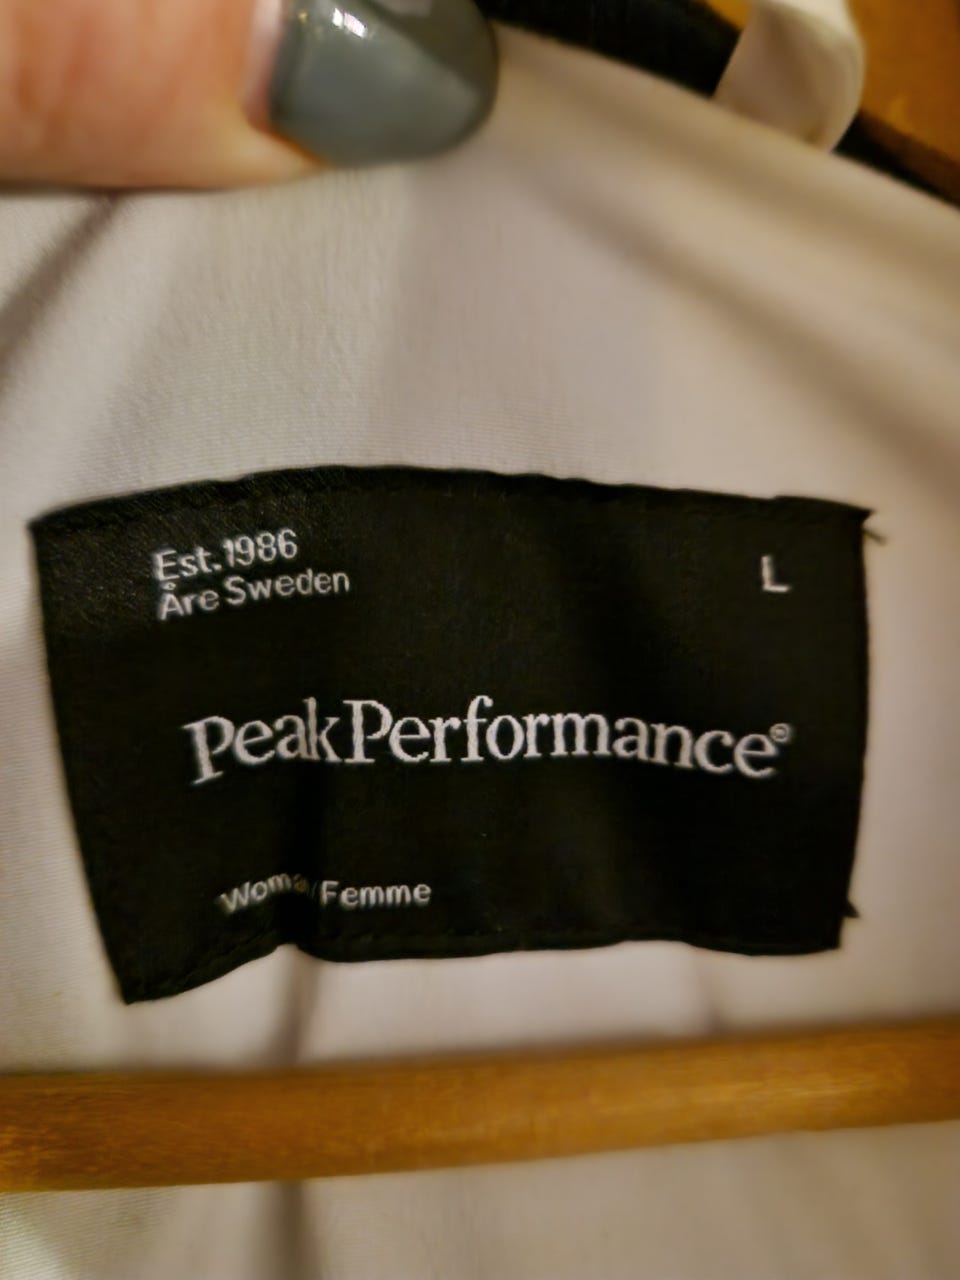 Est. 1986
Åre Sweden
L
PeakPerformance®
/Femme